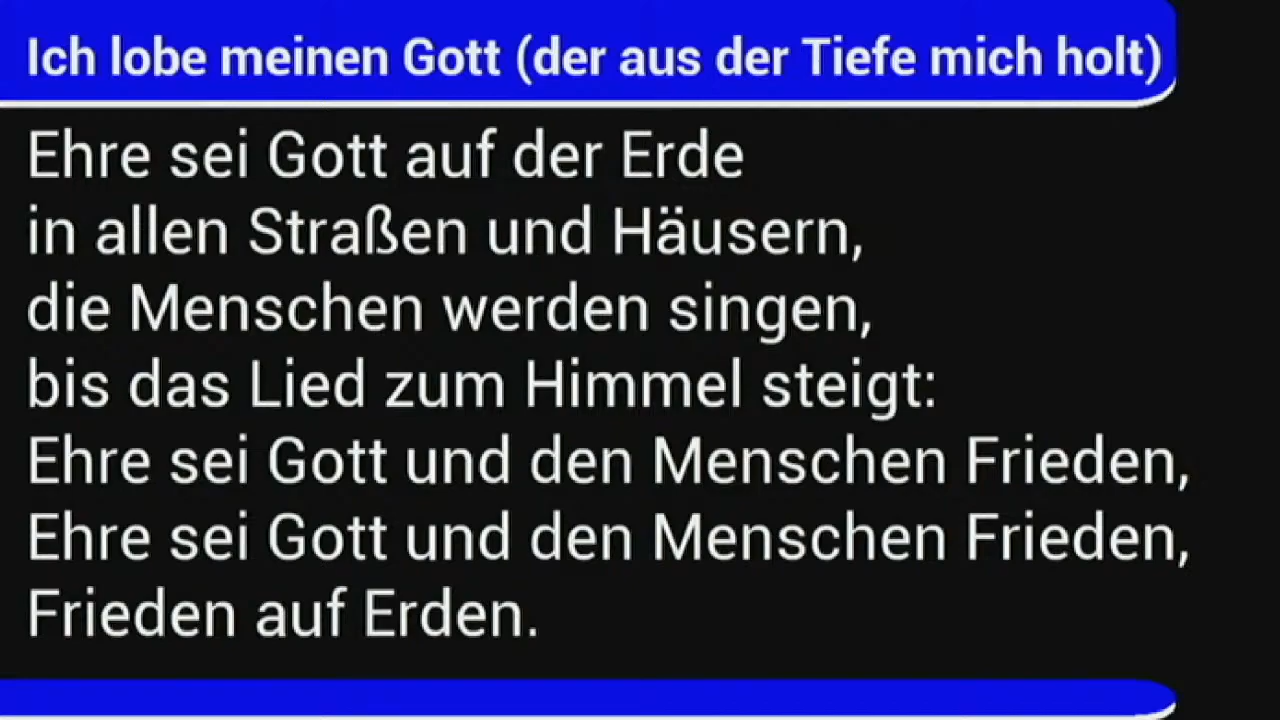 Ich lobe meinen Gott (der aus der Tiefe mich holt)
Ehre sei Gott auf der Erde
in allen Straßen und Häusern,
die Menschen werden singen,
bis das Lied zum Himmel steigt:
Ehre sei Gott und den Menschen Frieden,
Ehre sei Gott und den Menschen Frieden,
Frieden auf Erden.